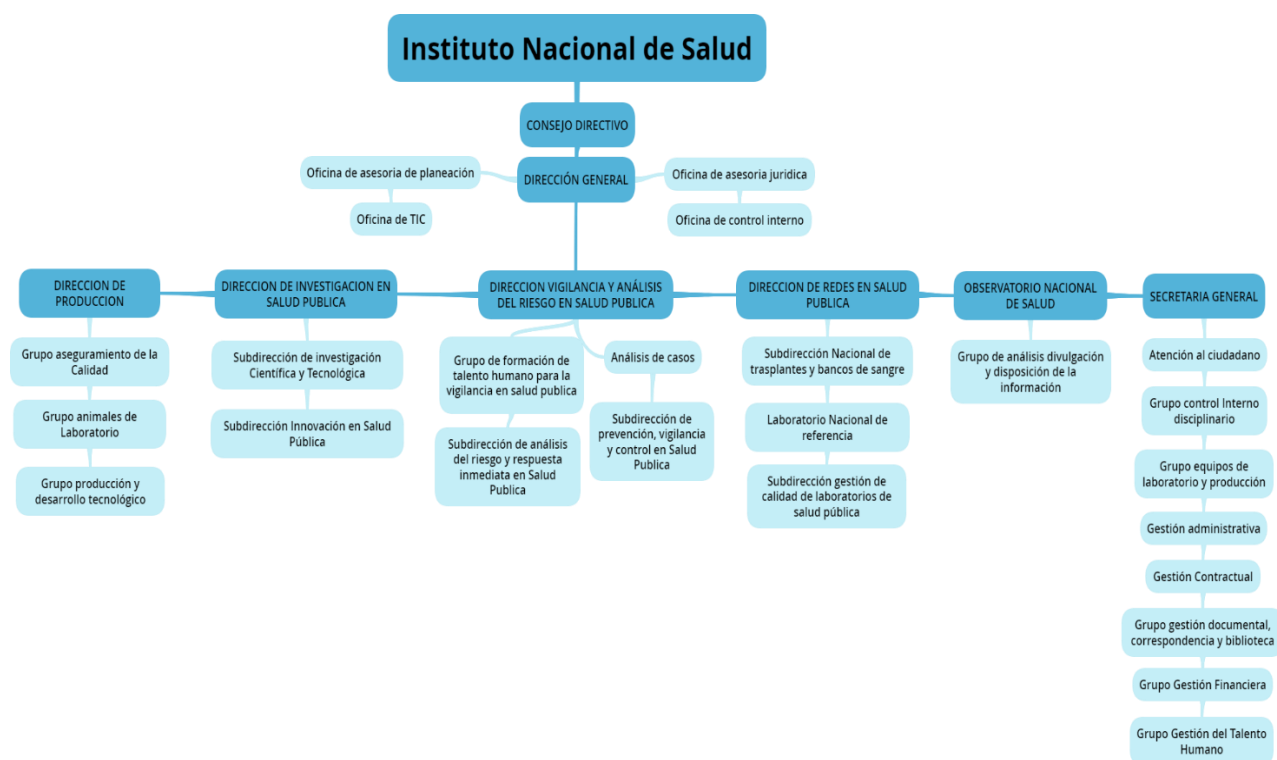 Instituto Nacional de Salud
CONSEJO DIRECTIVO
DIRECCIÓN GENERAL
Oficina de asesoria de planeación
Oficina de TIC
Oficina de asesoria juridica
Oficina de control interno
DIRECCION DE
PRODUCCION
Grupo aseguramiento de la
Calidad
Grupo animales de
Laboratorio
Grupo producción y
desarrollo tecnológico
DIRECCION DE INVESTIGACION EN
SALUD PUBLICA
Subdirección de investigación
Científica y Tecnológica
Subdirección Innovación en Salud
Pública
DIRECCION VIGILANCIA Y ANÁLISIS
DEL RIESGO EN SALUD PUBLICA
Grupo de formación de
talento humano para la
vigilancia en salud publica
Subdirección de análisis
del riesgo y respuesta
inmediata en Salud
Publica
Análisis de casos
Subdirección de
prevención, vigilancia
y control en Salud
Publica
DIRECCION DE REDES EN SALUD
PUBLICA
Subdirección Nacional de
trasplantes y bancos de sangre
Laboratorio Nacional de
referencia
Subdirección gestión de
calidad de laboratorios de
salud pública
OBSERVATORIO NACIONAL
DE SALUD
Grupo de análisis divulgación
y disposición de la
información
SECRETARIA GENERAL
Atención al ciudadano
Grupo control Interno
disciplinario
Grupo equipos de
laboratorio y producción
Gestión administrativa
Gestión Contractual
Grupo gestión documental,
correspondencia y biblioteca
Grupo Gestión Financiera
Grupo Gestión del Talento
Humano